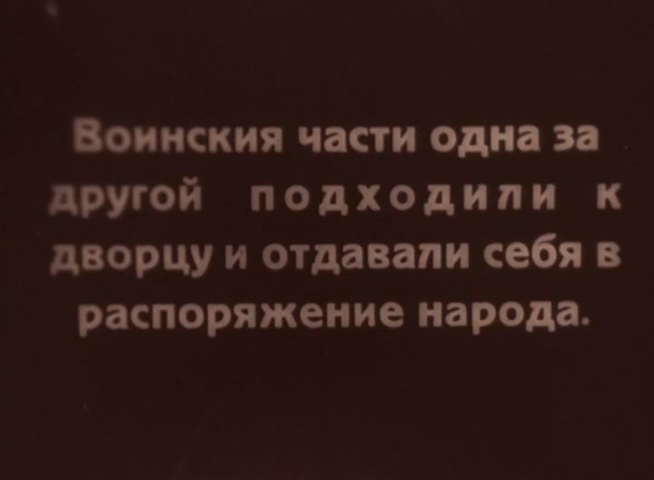 Воинския части одна за
другой подходили к
дворцу и отдавали себя в
распоряжение народа.